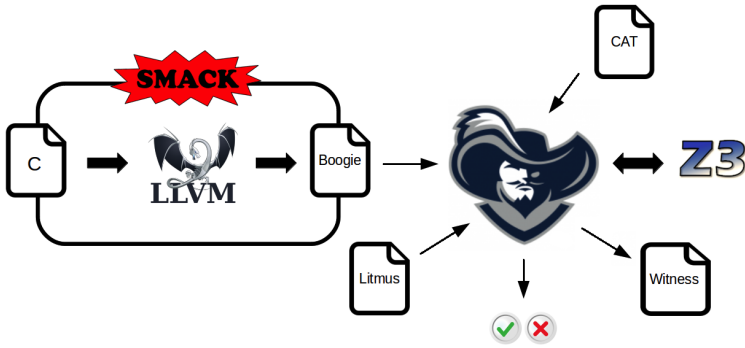 CAT
SMACK
C
LLVM
Boogie
Z3
Litmus
Witness